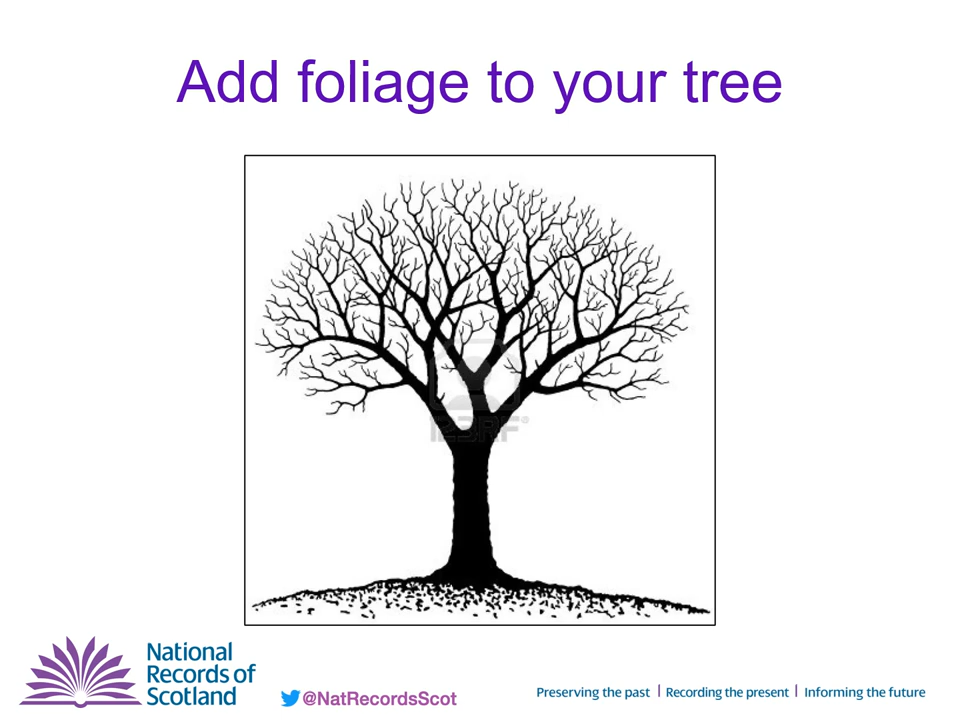 Add foliage to your tree
123RF®
National
Records of
Scotland
@NatRecordsScot
Preserving the past | Recording the present | Informing the future